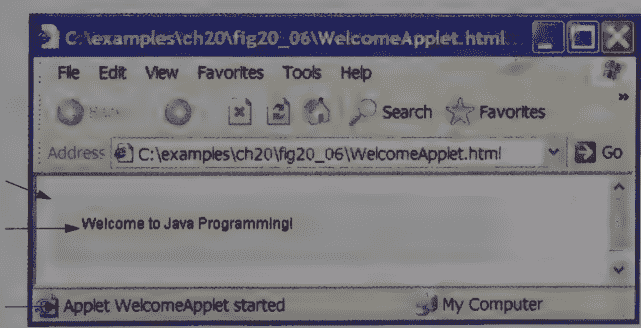 C:\examples\ch20\fig20_06\WelcomeApplet.html...
File Edit View Favorites Tools Help
Search Favorites »
Address C:\examples\ch20\fig20_06\WelcomeApplet.html Go
Welcome to Java Programming!
Applet WelcomeApplet started My Computer